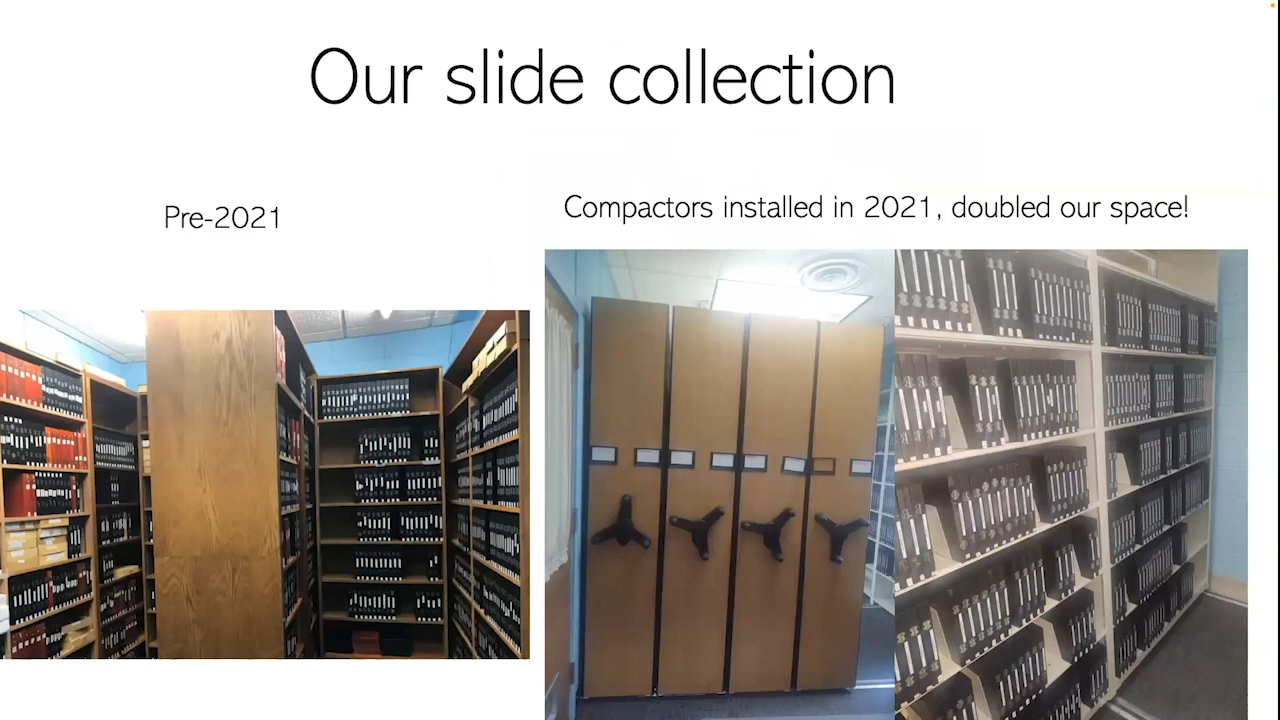 Our slide collection
Pre-2021
Compactors installed in 2021, doubled our space!